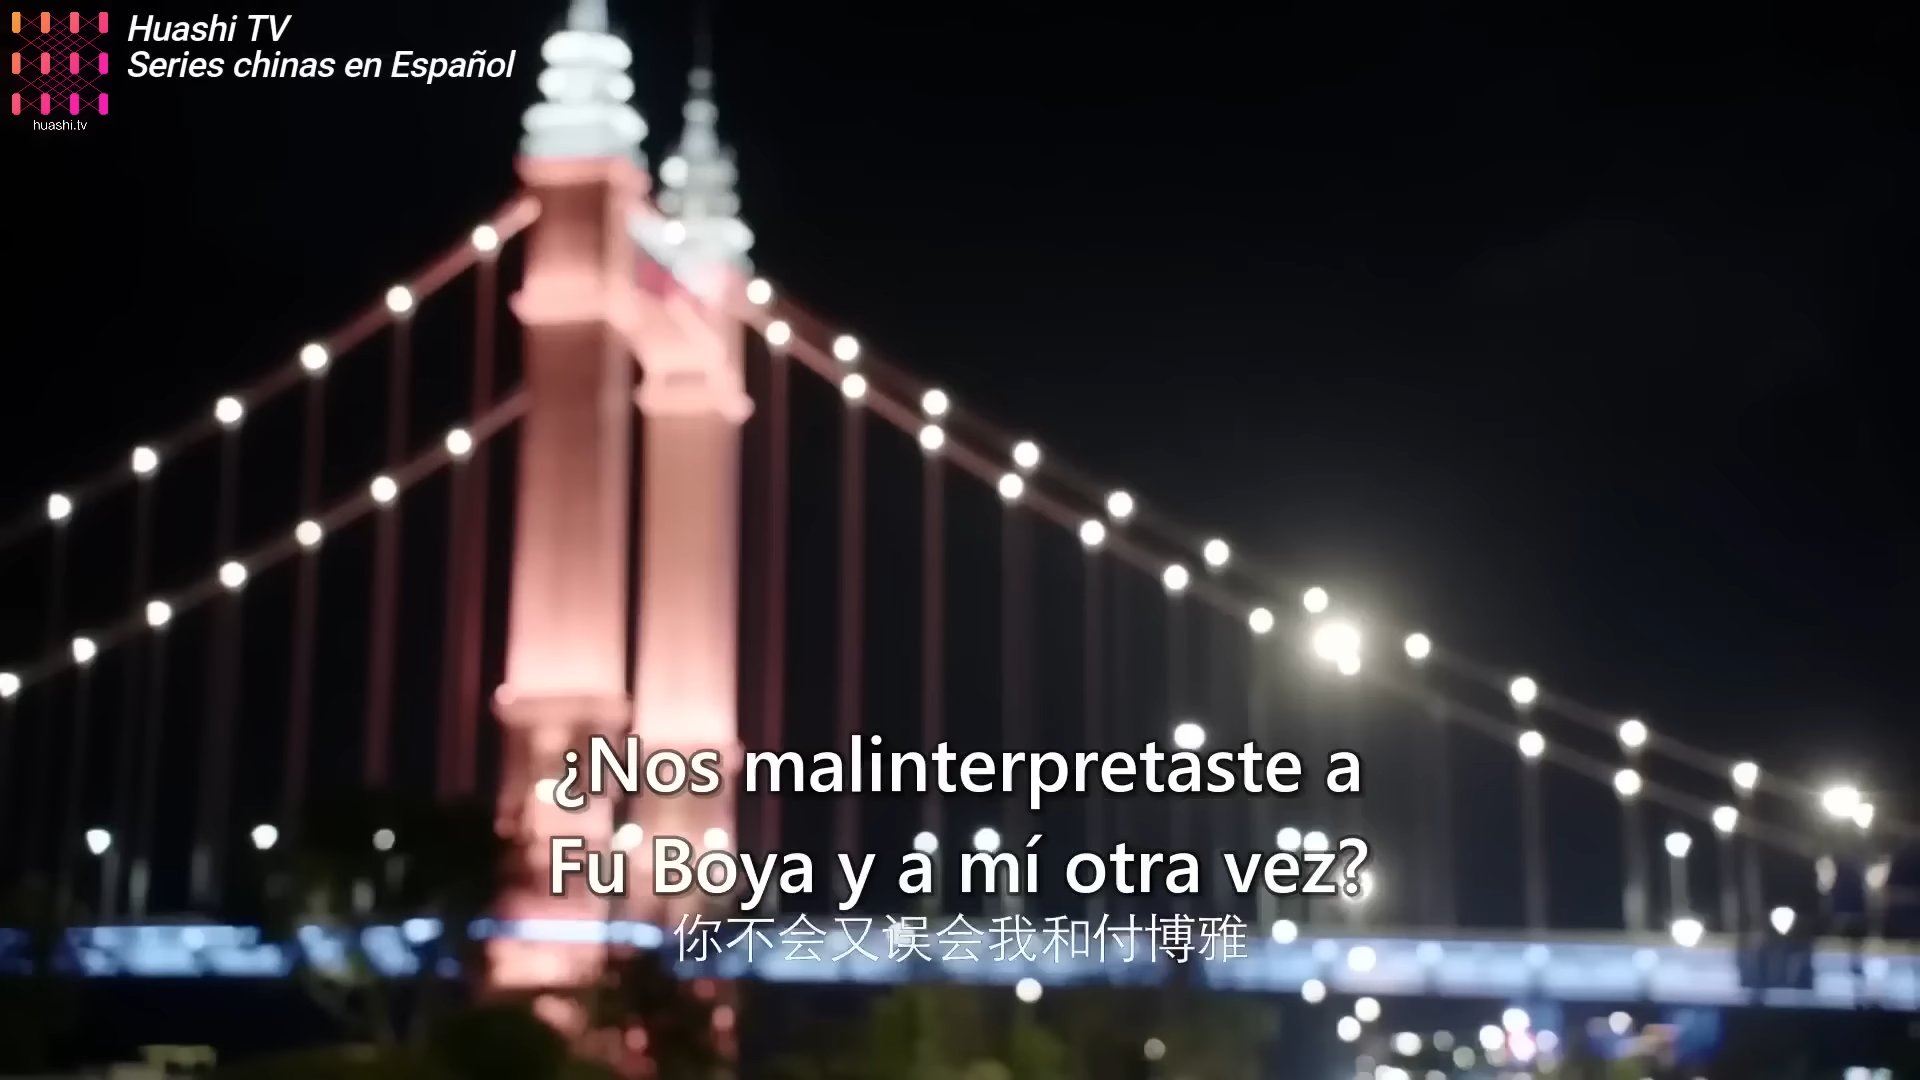 Huashi TV
Series chinas en Español
huashi.tv
¿Nos malinterpretaste a
Fu Boya y a mí otra vez?
你不会又误会我和付博雅